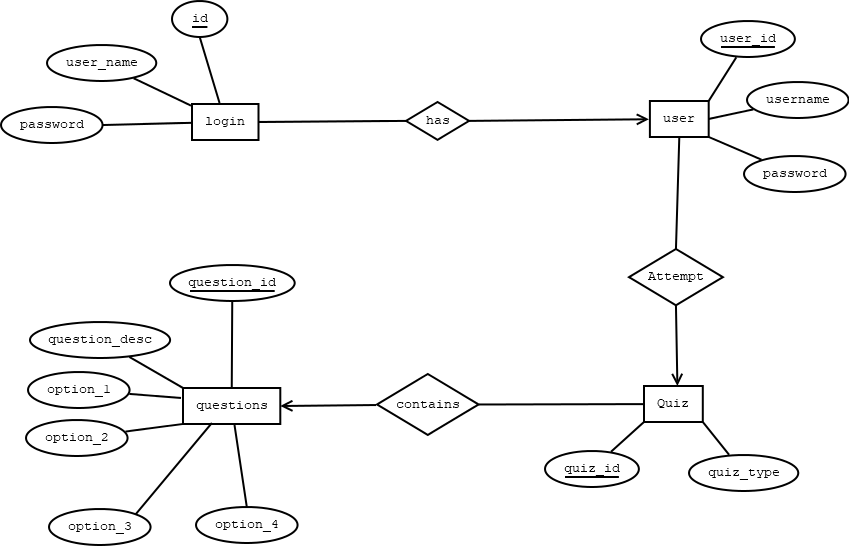 id
user_id
user_name
username
password
login
has
user
password
Attempt
question_id
question_desc
option_1
questions
contains
Quiz
option_2
quiz_id
quiz_type
option_3
option_4